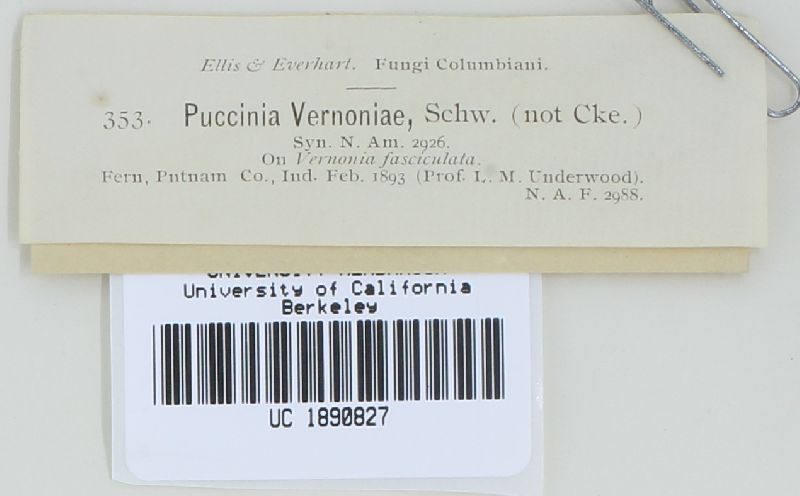 Ellis & Everhart. Fungi Columbiani.
353. Puccinia Vernoniae, Schw. (not Cke.)
Syn. N. Am. 2926.
On Vernonia fasciculata.
Fern, Putnam Co., Ind. Feb. 1893 (Prof. L. M. Underwood).
N. A. F. 2988.
University of California
Berkeley
UC 1890827